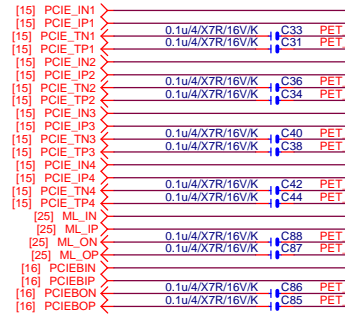 [15] PCIE_IN1
[15] PCIE_IP1
[15] PCIE_TN1 0.1u/4/X7R/16V/K C33 PET
[15] PCIE_TP1 0.1u/4/X7R/16V/K C31 PET
[15] PCIE_IN2
[15] PCIE_IP2
[15] PCIE_TN2 0.1u/4/X7R/16V/K C36 PET
[15] PCIE_TP2 0.1u/4/X7R/16V/K C34 PET
[15] PCIE_IN3
[15] PCIE_IP3
[15] PCIE_TN3 0.1u/4/X7R/16V/K C40 PET
[15] PCIE_TP3 0.1u/4/X7R/16V/K C38 PET
[15] PCIE_IN4
[15] PCIE_IP4
[15] PCIE_TN4 0.1u/4/X7R/16V/K C42 PET
[15] PCIE_TP4 0.1u/4/X7R/16V/K C44 PET
[25] ML_IN
[25] ML_IP
[25] ML_ON 0.1u/4/X7R/16V/K C88 PET
[25] ML_OP 0.1u/4/X7R/16V/K C87 PET
[16] PCIEBIN
[16] PCIEBIP
[16] PCIEBON 0.1u/4/X7R/16V/K C86 PET
[16] PCIEBOP 0.1u/4/X7R/16V/K C85 PET